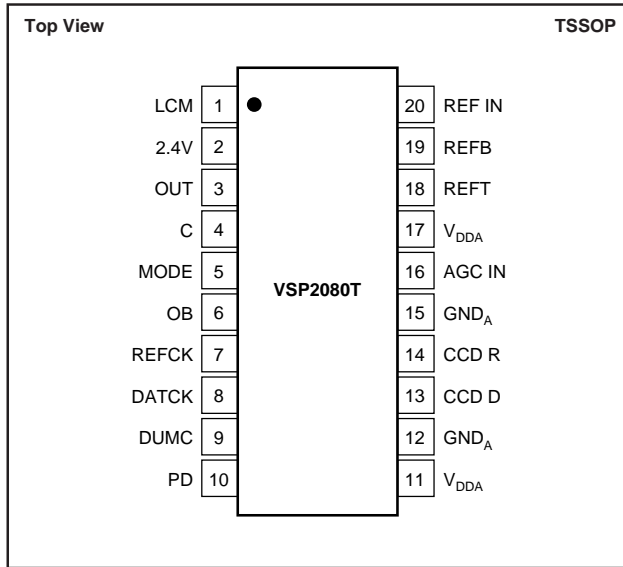 Top View
TSSOP
LCM 1
2.4V 2
OUT 3
C 4
MODE 5
OB 6
REFCK 7
DATCK 8
DUMC 9
PD 10
VSP2080T
20 REF IN
19 REFB
18 REFT
17 VDDA
16 AGC IN
15 GNDA
14 CCD R
13 CCD D
12 GNDA
11 VDDA